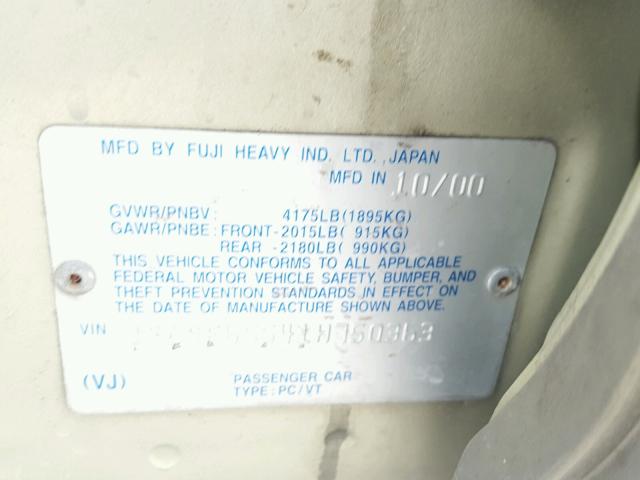 MFD BY FUJI HEAVY IND. LTD., JAPAN
MFD IN 10/00
GVWR/PNBV: 4175LB(1895KG)
GAWR/PNBE: FRONT-2015LB( 915KG)
REAR -2180LB( 990KG)
THIS VEHICLE CONFORMS TO ALL APPLICABLE
FEDERAL MOTOR VEHICLE SAFETY, BUMPER, AND
THEFT PREVENTION STANDARDS IN EFFECT ON
THE DATE OF MANUFACTURE SHOWN ABOVE.
VIN
(VJ) PASSENGER CAR
TYPE: PC/VT